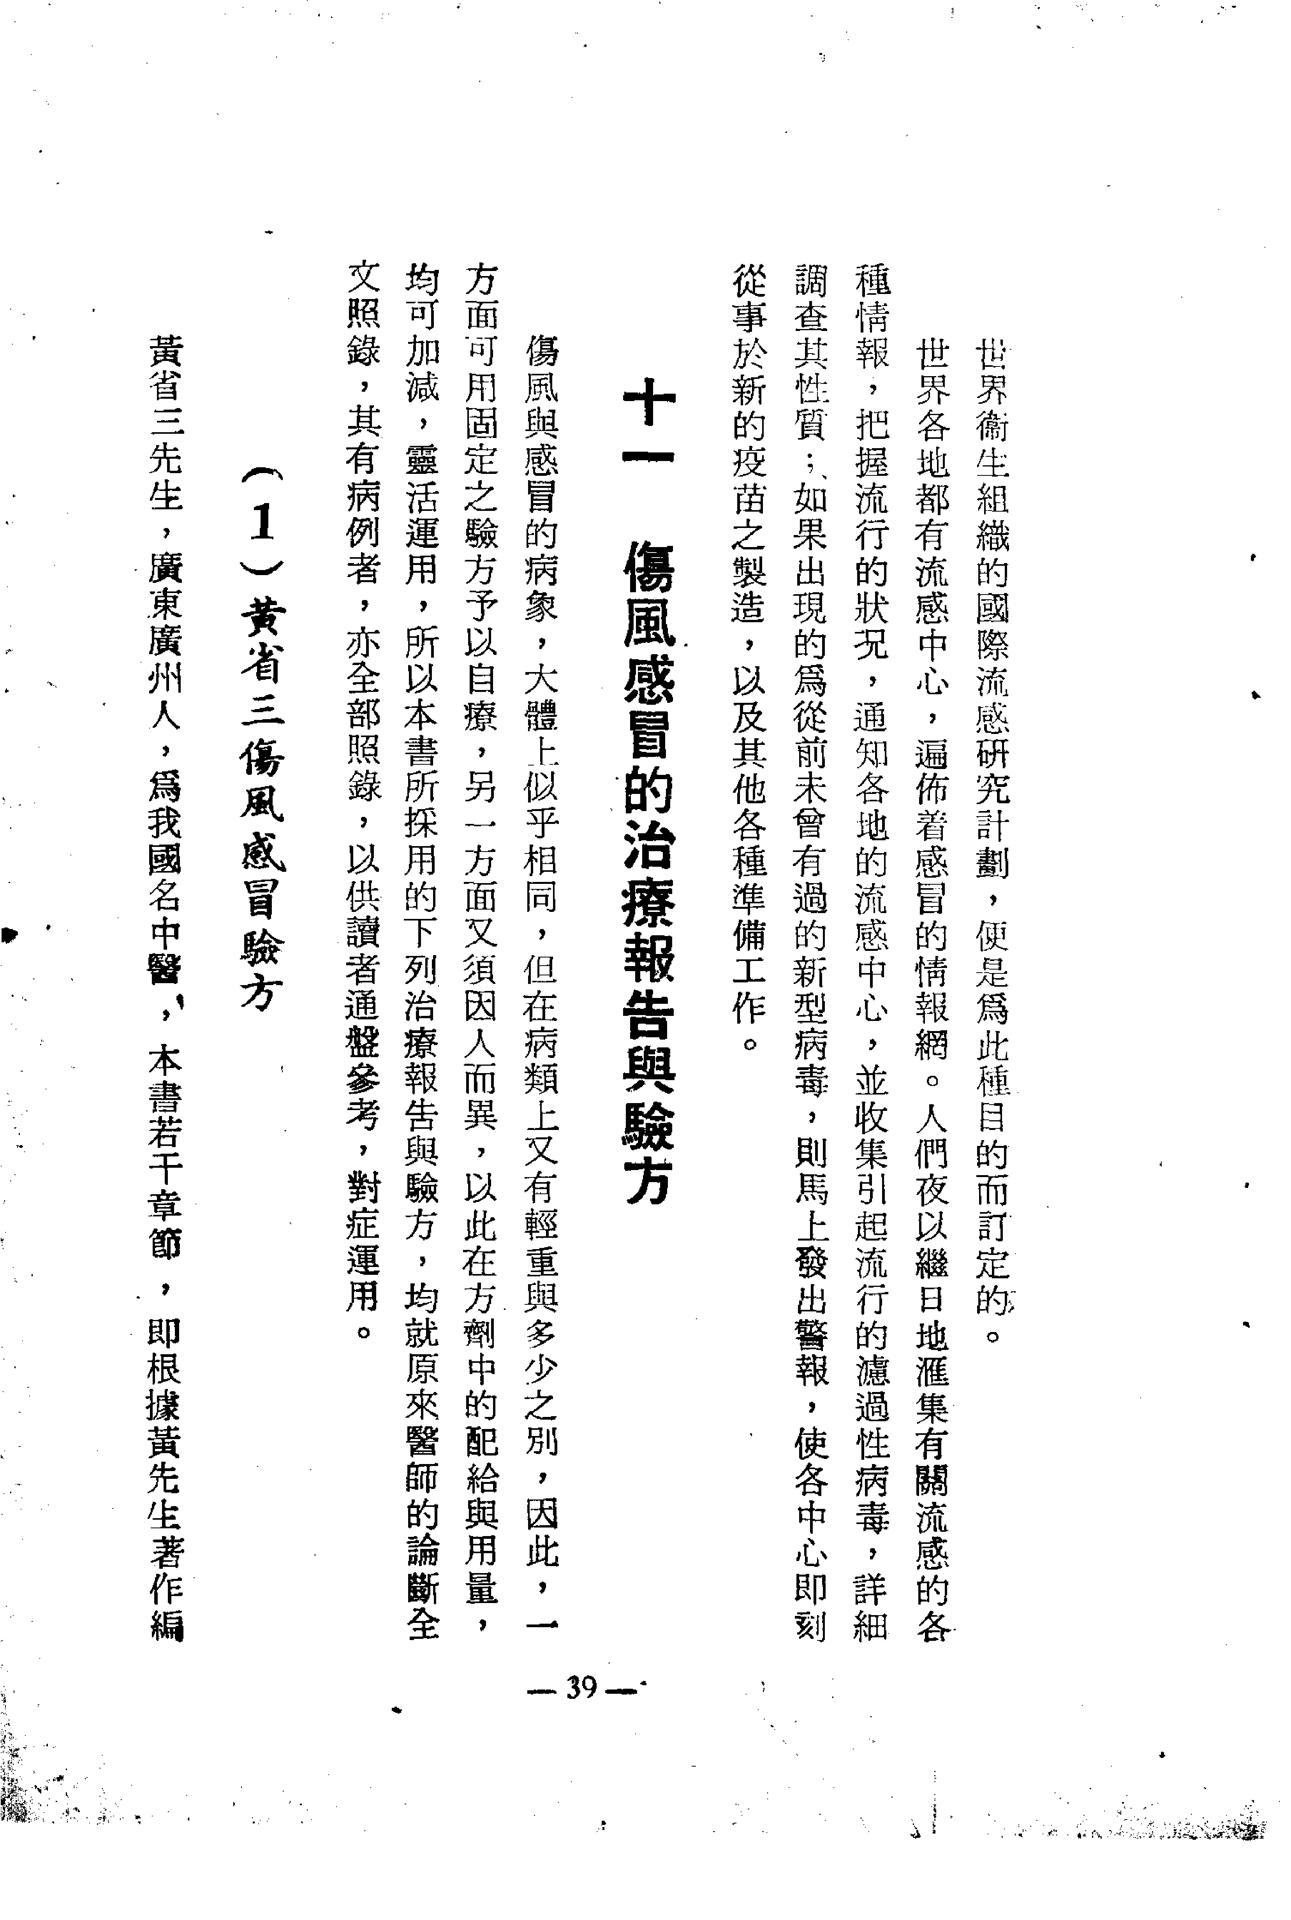 世界衞生組織的國際流感研究計劃，便是爲此種目的而訂定的。
世界各地都有流感中心，遍佈着感冒的情報網。人們夜以繼日地滙集有關流感的各
種情報，把握流行的狀況，通知各地的流感中心，並收集引起流行的濾過性病毒，詳細
調查其性質；如果出現的爲從前未曾有過的新型病毒，則馬上發出警報，使各中心即刻
從事於新的疫苗之製造，以及其他各種準備工作。
十一　傷風感冒的治療報告與驗方
傷風與感冒的病象，大體上似乎相同，但在病類上又有輕重與多少之別，因此，一
方面可用固定之驗方予以自療，另一方面又須因人而異，以此在方劑中的配給與用量，
均可加減，靈活運用，所以本書所採用的下列治療報告與驗方，均就原來醫師的論斷全
文照錄，其有病例者，亦全部照錄，以供讀者通盤參考，對症運用。
（1）黃省三傷風感冒驗方
黃省三先生，廣東廣州人，爲我國名中醫，本書若干章節，即根據黃先生著作編
— 39 —